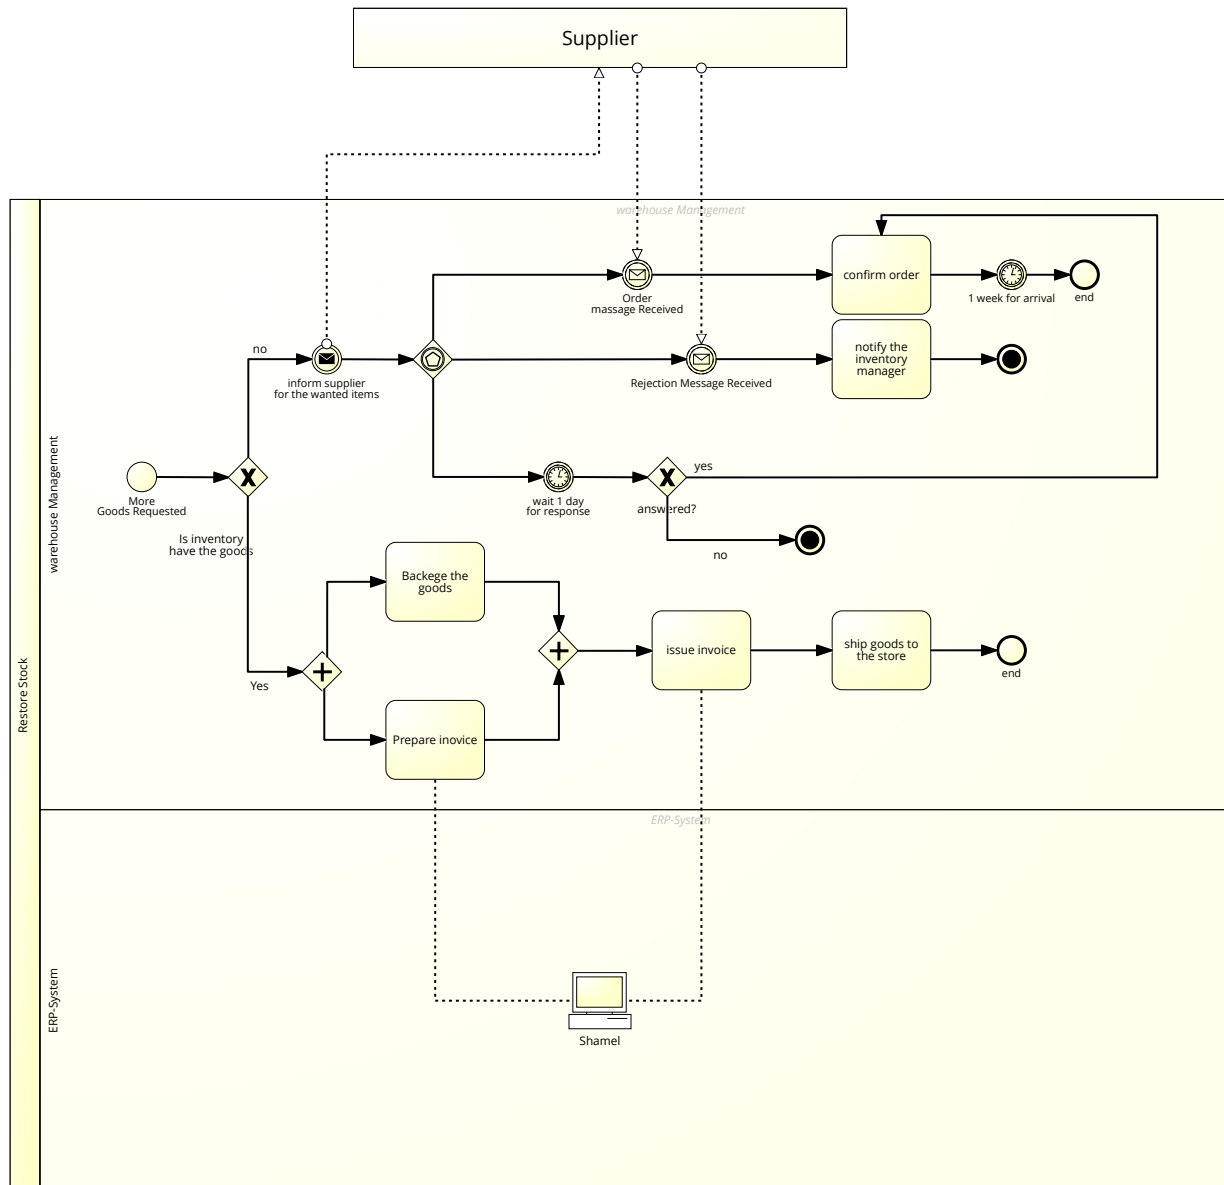 Supplier
warehouse Management
Order
massage Received
confirm order
1 week for arrival
end
no
inform supplier
for the wanted items
Rejection Message Received
notify the
inventory
manager
warehouse Management
More
Goods Requested
wait 1 day
for response
yes
answered?
no
Is inventory
have the goods
Yes
Backege the
goods
Prepare inovice
issue invoice
ship goods to
the store
end
Restore Stock
ERP-System
ERP-System
Shamel